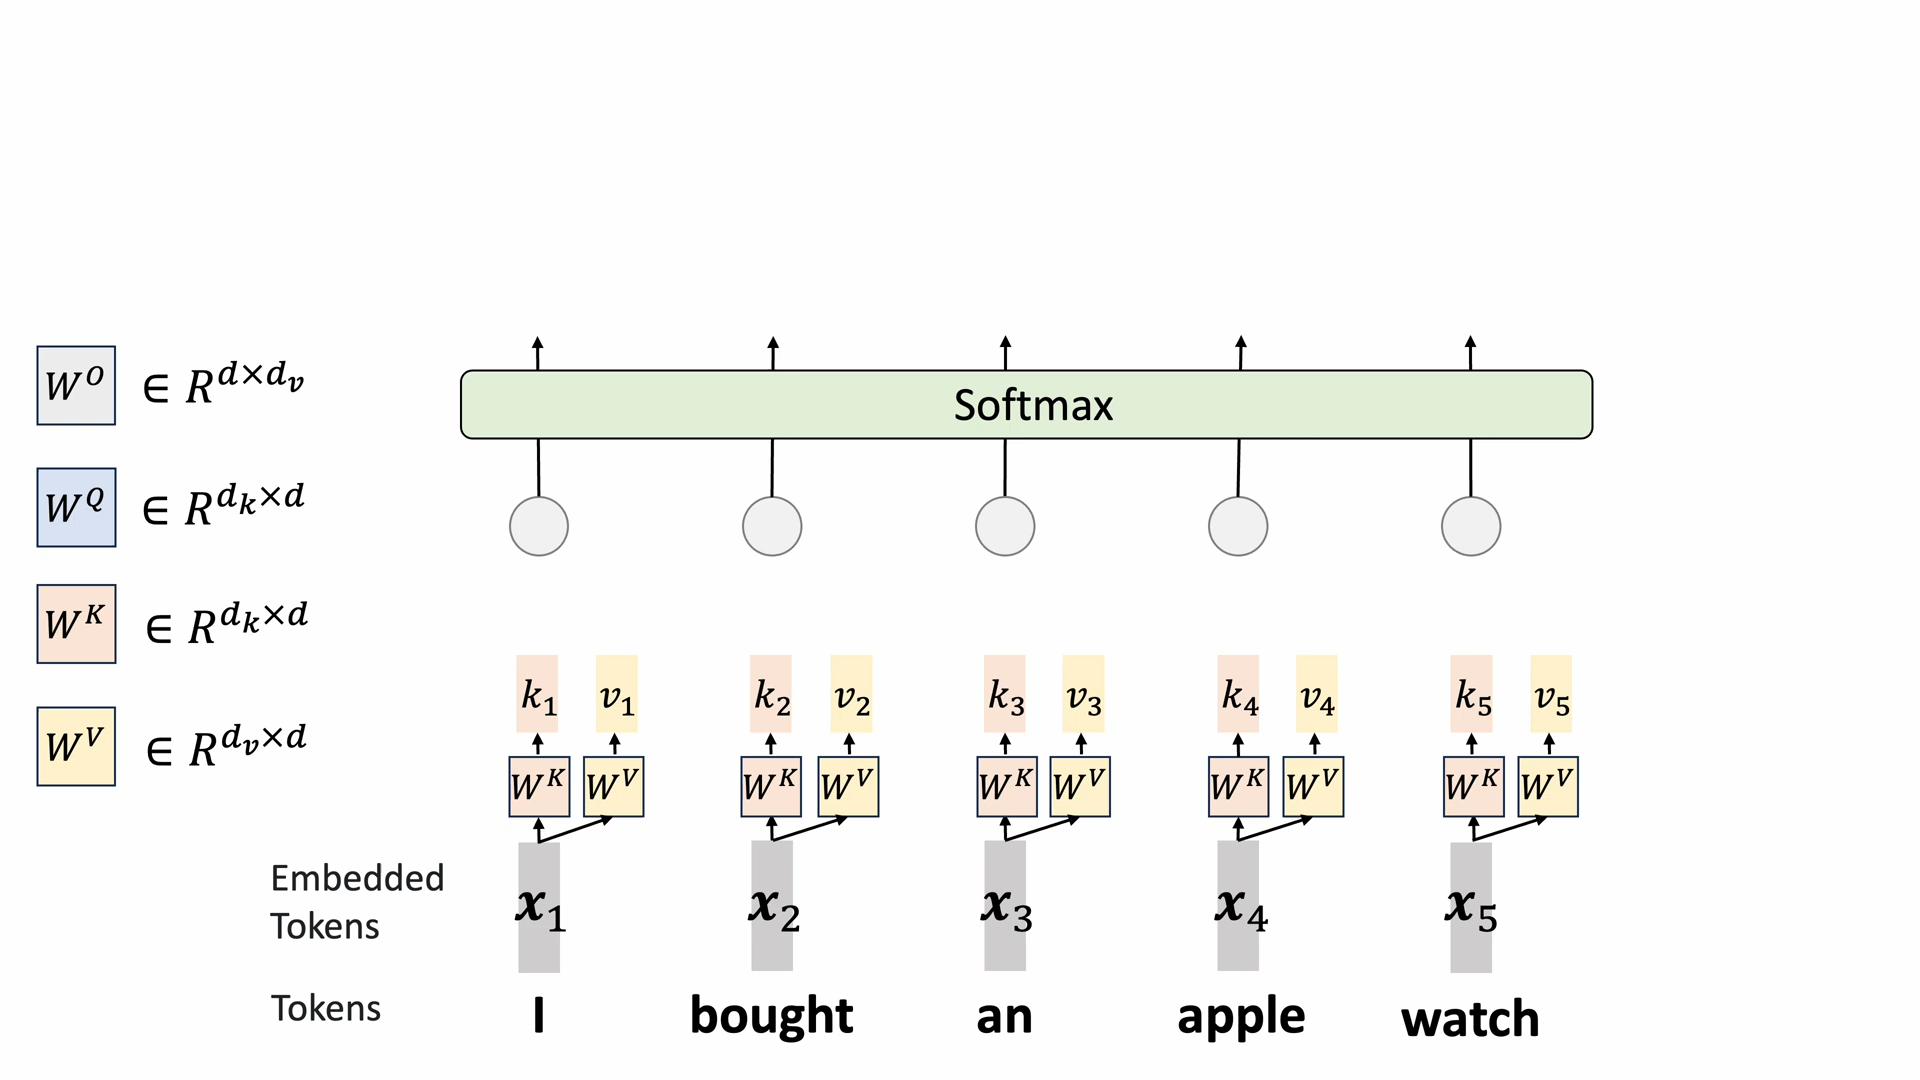 W^O ∈ R^{d×d_v}
W^Q ∈ R^{d_k×d}
W^K ∈ R^{d_k×d}
W^V ∈ R^{d_v×d}
Softmax
k_1 v_1 k_2 v_2 k_3 v_3 k_4 v_4 k_5 v_5
W^K W^V W^K W^V W^K W^V W^K W^V W^K W^V
Embedded
Tokens
x_1 x_2 x_3 x_4 x_5
Tokens I bought an apple watch